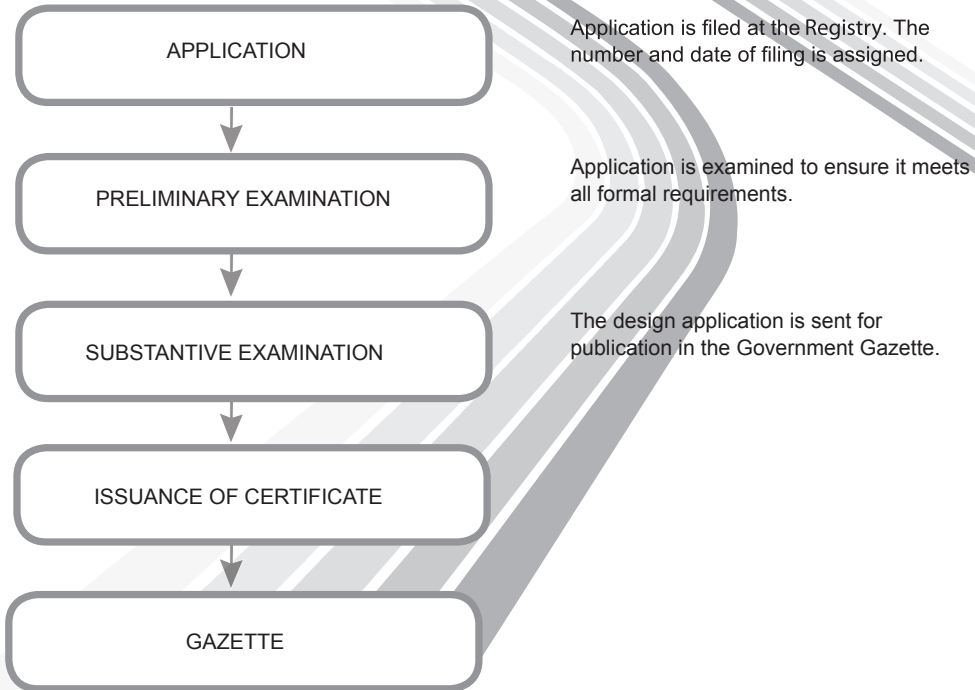 APPLICATION
Application is filed at the Registry. The
number and date of filing is assigned.
PRELIMINARY EXAMINATION
Application is examined to ensure it meets
all formal requirements.
SUBSTANTIVE EXAMINATION
The design application is sent for
publication in the Government Gazette.
ISSUANCE OF CERTIFICATE
GAZETTE